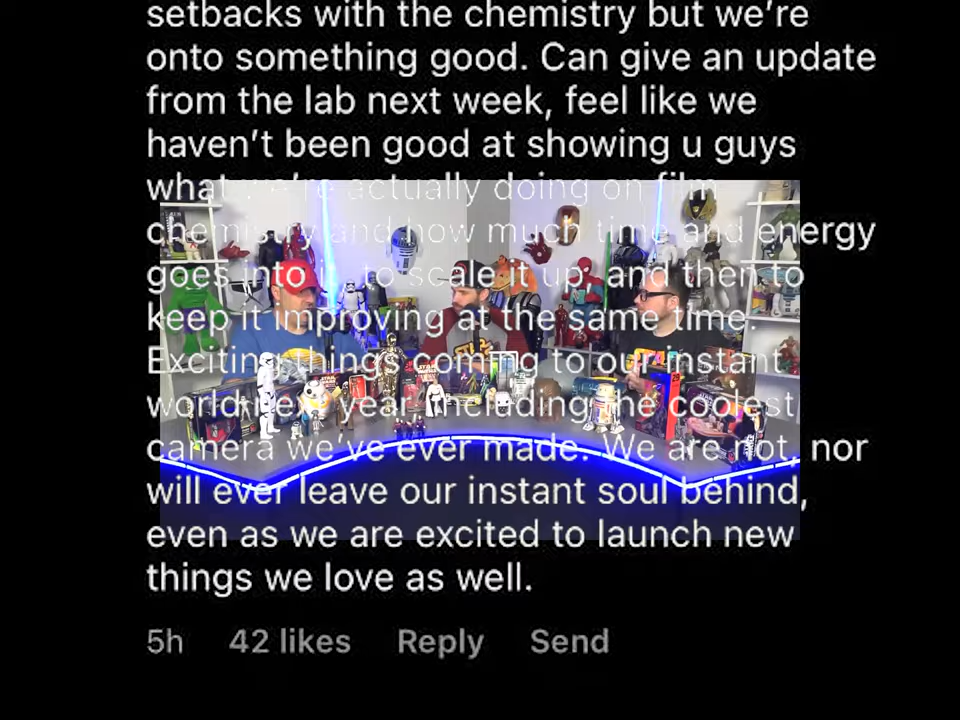 setbacks with the chemistry but we're
onto something good. Can give an update
from the lab next week, feel like we
haven't been good at showing u guys
what we're actually doing on film
chemistry and how much time and energy
goes into it to scale it up; and then to
keep it improving at the same time.
Exciting things coming to our instant
world next year, including the coolest
camera we've ever made. We are not, nor
will ever leave our instant soul behind,
even as we are excited to launch new
things we love as well.
5h 42 likes Reply Send